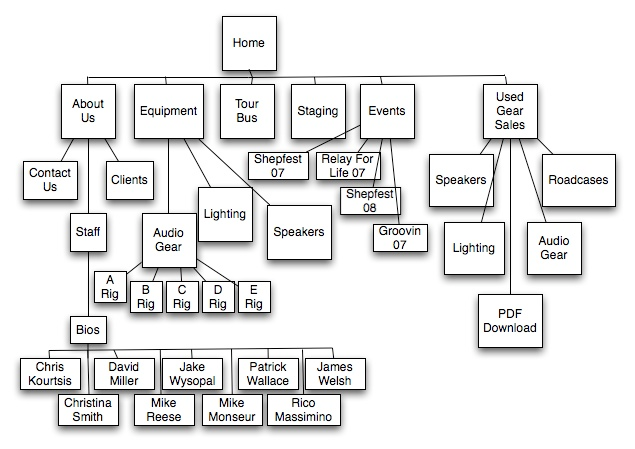 Home
About
Us
Equipment
Tour
Bus
Staging
Events
Used
Gear
Sales
Contact
Us
Clients
Shepfest
07
Relay For
Life 07
Speakers
Roadcases
Shepfest
08
Staff
Audio
Gear
Lighting
Speakers
Groovin
07
Lighting
Audio
Gear
A
Rig
B
Rig
C
Rig
D
Rig
E
Rig
PDF
Download
Bios
Chris
Kourtsis
David
Miller
Jake
Wysopal
Patrick
Wallace
James
Welsh
Christina
Smith
Mike
Reese
Mike
Monseur
Rico
Massimino